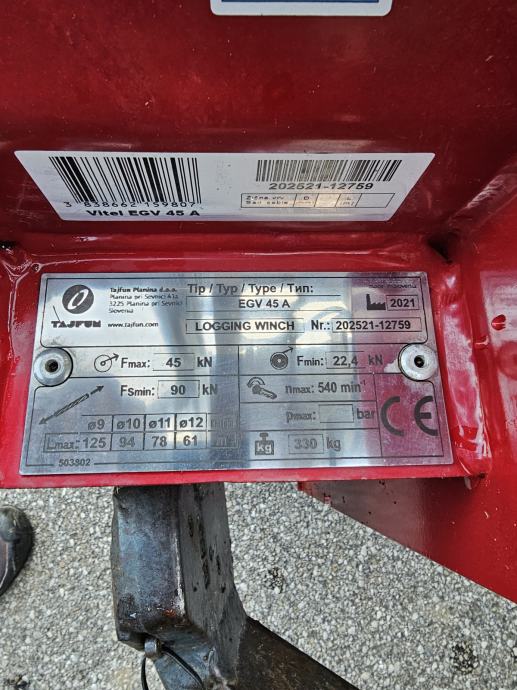 3 838662 159807
202521-12759
Vitel EGV 45 A
Tajfun Planina d.o.o.
Planina pri Sevnici 41a
3225 Planina pri Sevnici
Slovenia
TAJFUN
www.tajfun.com
Tip / Typ / Type / Тип:
EGV 45 A
2021
LOGGING WINCH
Nr.: 202521-12759
Fmax: 45 kN
Fmin: 22,4 kN
FSmin: 90 kN
nmax: 540 min⁻¹
pmax: bar
ø9 ø10 ø11 ø12 mm
Lmax: 125 94 78 61 m
330 kg
CE
503802